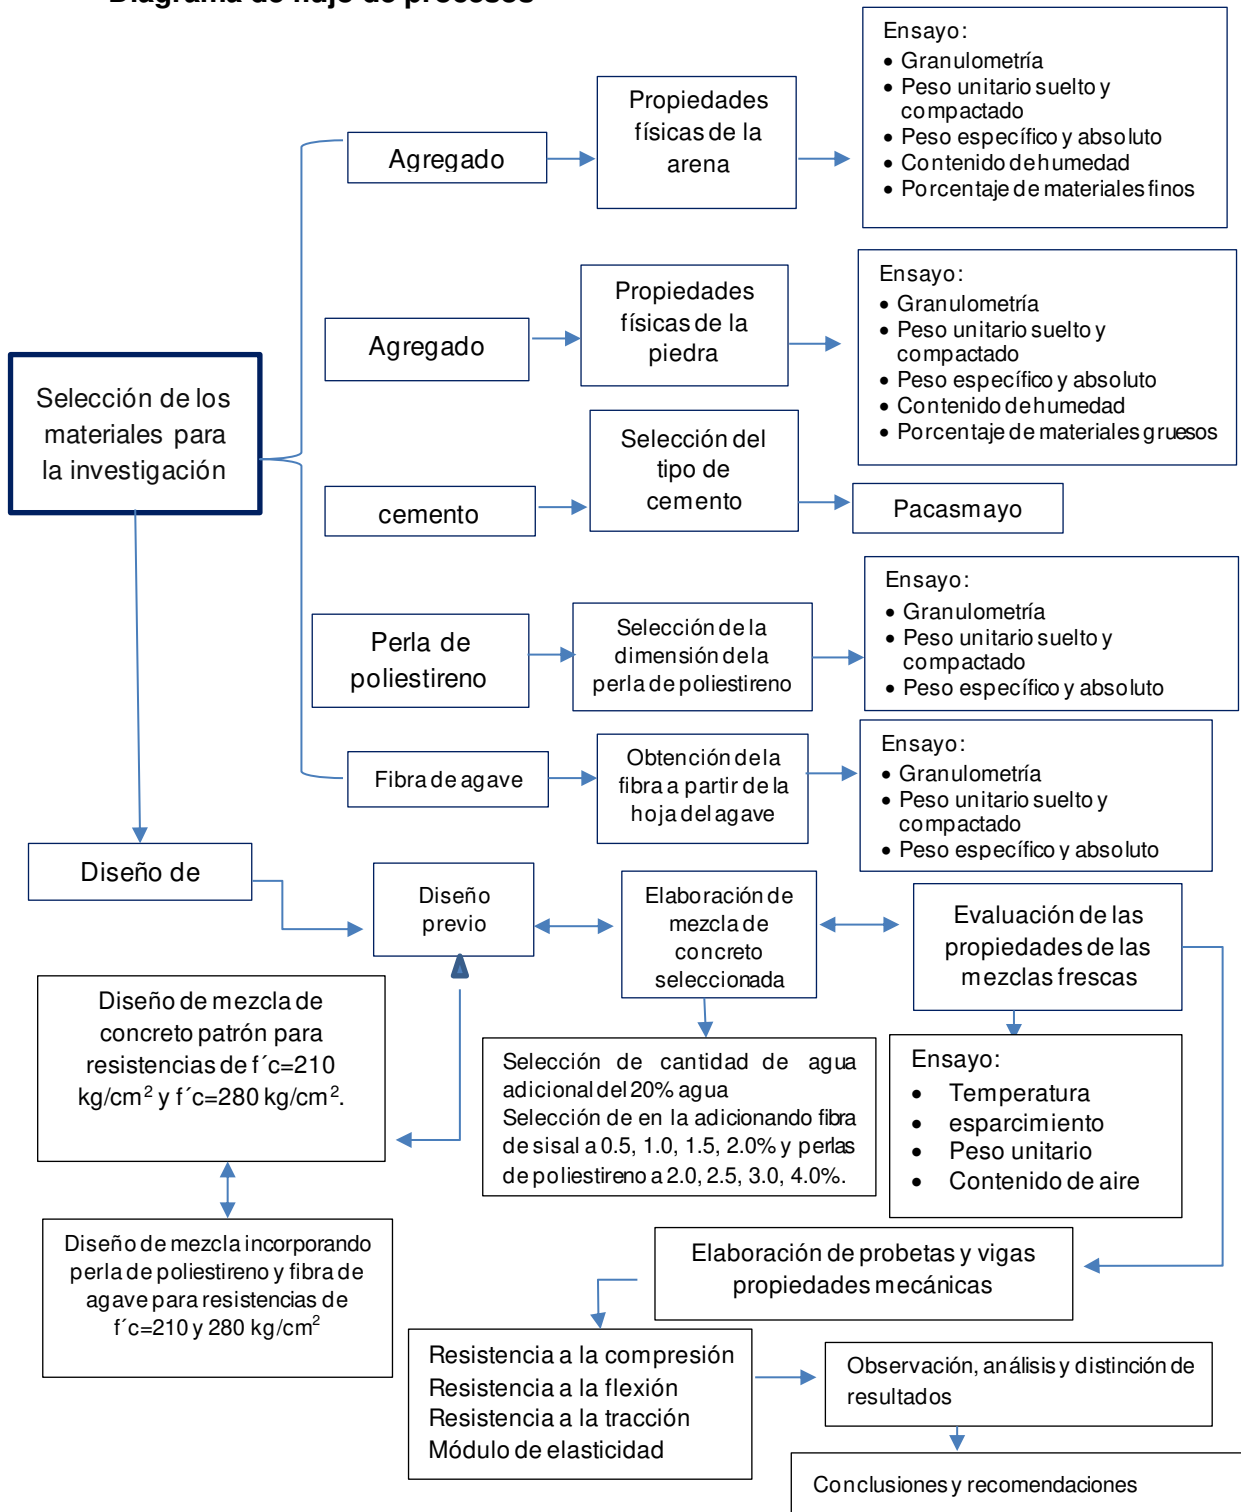 Diagrama de flujo de procesos
Ensayo:
• Granulometría
• Peso unitario suelto y
compactado
• Peso específico y absoluto
• Contenido de humedad
• Porcentaje de materiales finos
Propiedades
físicas de la
arena
Agregado
Ensayo:
• Granulometría
• Peso unitario suelto y
compactado
• Peso específico y absoluto
• Contenido de humedad
• Porcentaje de materiales gruesos
Propiedades
físicas de la
piedra
Agregado
Selección de los
materiales para
la investigación
Selección del
tipo de
cemento
cemento
Pacasmayo
Perla de
poliestireno
Selección de la
dimensión de la
perla de poliestireno
Ensayo:
• Granulometría
• Peso unitario suelto y
compactado
• Peso específico y absoluto
Fibra de agave
Obtención de la
fibra a partir de la
hoja del agave
Ensayo:
• Granulometría
• Peso unitario suelto y
compactado
• Peso específico y absoluto
Diseño de
Diseño
previo
Elaboración de
mezcla de
concreto
seleccionada
Evaluación de las
propiedades de las
mezclas frescas
Diseño de mezcla de
concreto patrón para
resistencias de f´c=210
kg/cm² y f´c=280 kg/cm².
Selección de cantidad de agua
adicional del 20% agua
Selección de en la adicionando fibra
de sisal a 0.5, 1.0, 1.5, 2.0% y perlas
de poliestireno a 2.0, 2.5, 3.0, 4.0%.
Ensayo:
• Temperatura
• esparcimiento
• Peso unitario
• Contenido de aire
Diseño de mezcla incorporando
perla de poliestireno y fibra de
agave para resistencias de
f´c=210 y 280 kg/cm²
Elaboración de probetas y vigas
propiedades mecánicas
Resistencia a la compresión
Resistencia a la flexión
Resistencia a la tracción
Módulo de elasticidad
Observación, análisis y distinción de
resultados
Conclusiones y recomendaciones